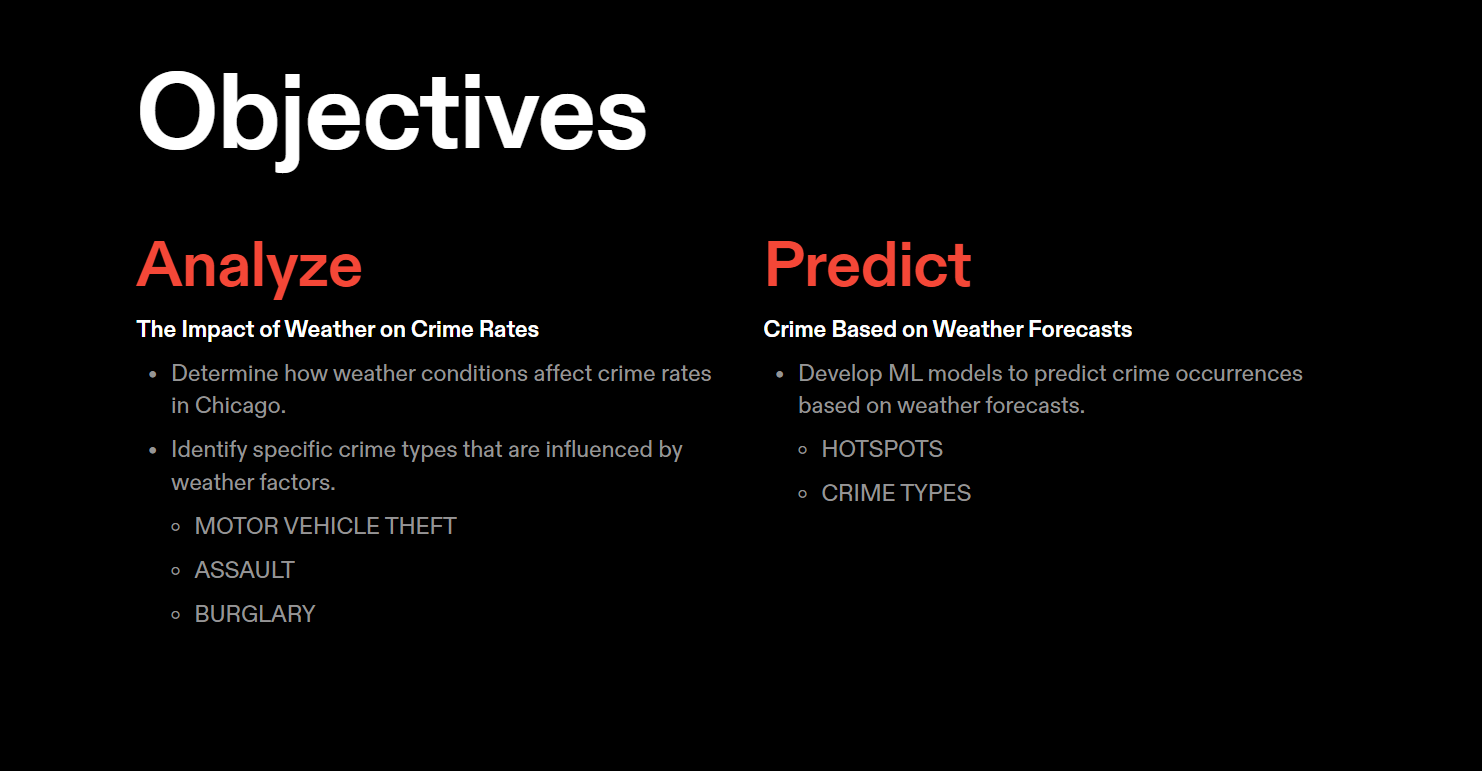 Objectives
Analyze
The Impact of Weather on Crime Rates
• Determine how weather conditions affect crime rates
in Chicago.
• Identify specific crime types that are influenced by
weather factors.
◦ MOTOR VEHICLE THEFT
◦ ASSAULT
◦ BURGLARY
Predict
Crime Based on Weather Forecasts
• Develop ML models to predict crime occurrences
based on weather forecasts.
◦ HOTSPOTS
◦ CRIME TYPES